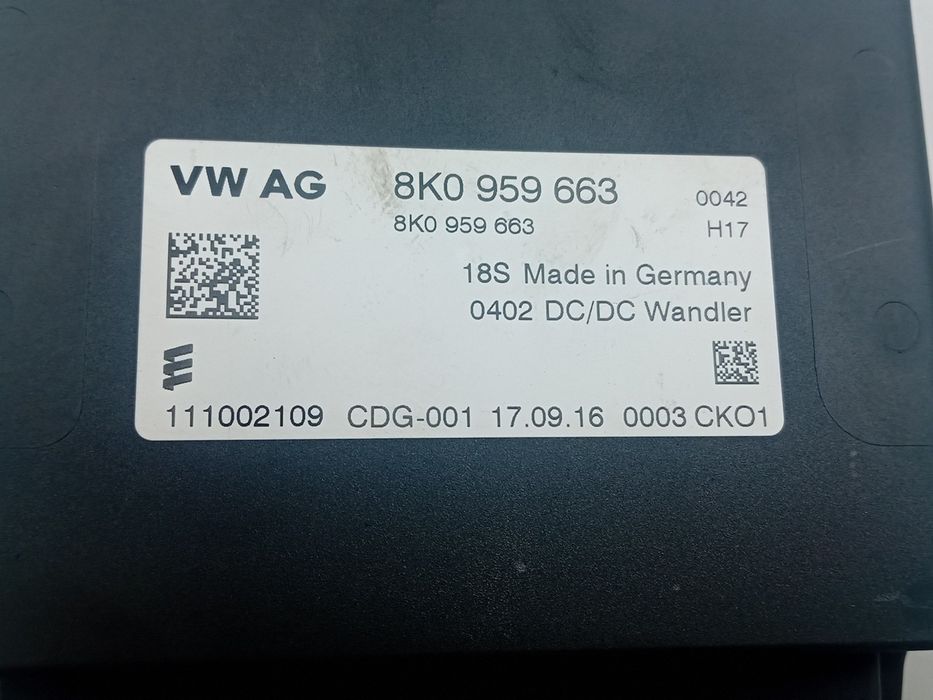 VW AG 8K0 959 663 0042
8K0 959 663 H17
18S Made in Germany
0402 DC/DC Wandler
111002109 CDG-001 17.09.16 0003 CKO1